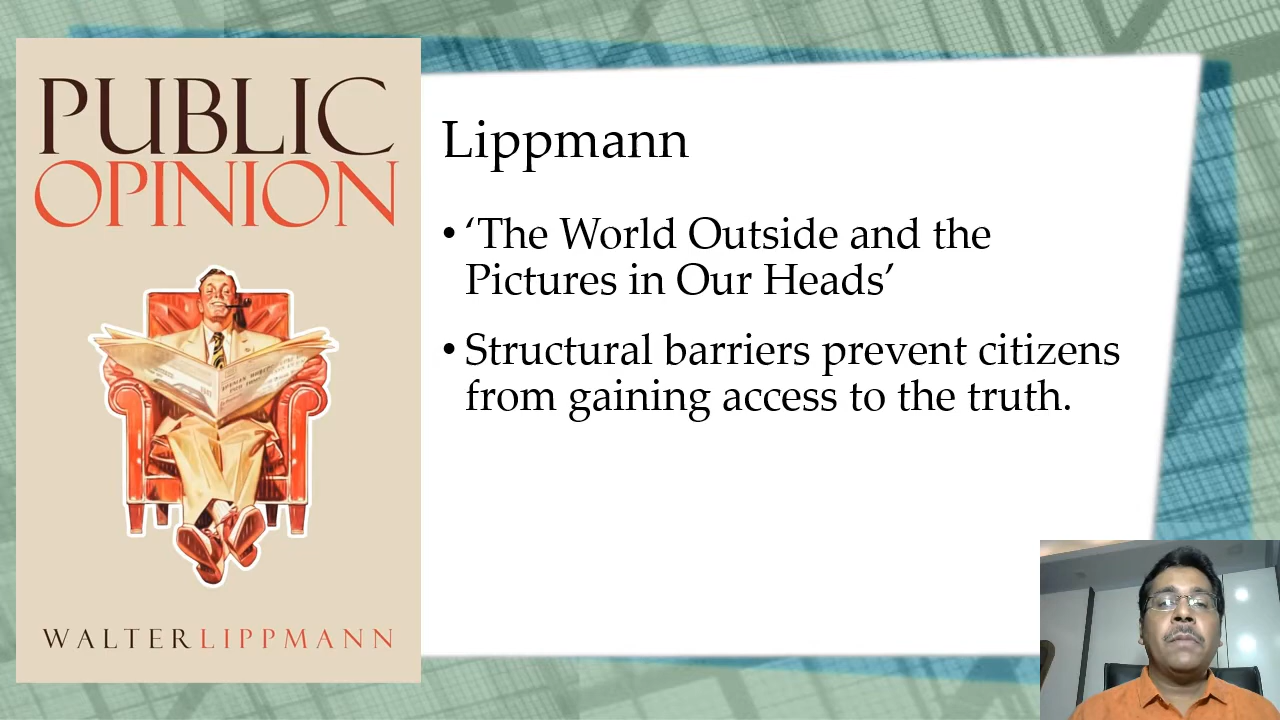 PUBLIC
OPINION
WALTER LIPPMANN
Lippmann
• ‘The World Outside and the
Pictures in Our Heads’
• Structural barriers prevent citizens
from gaining access to the truth.